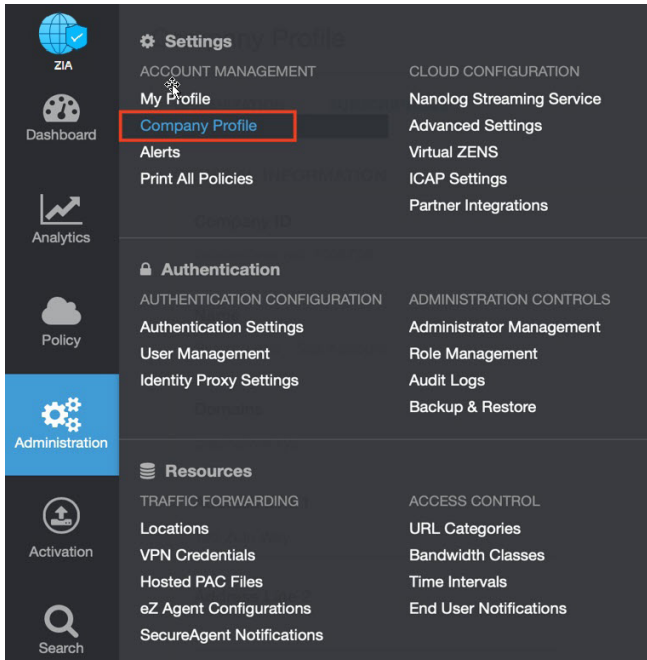 ZIA
Dashboard
Analytics
Policy
Administration
Activation
Search
Settings
ACCOUNT MANAGEMENT
My Profile
Company Profile
Alerts
Print All Policies
CLOUD CONFIGURATION
Nanolog Streaming Service
Advanced Settings
Virtual ZENS
ICAP Settings
Partner Integrations
Authentication
AUTHENTICATION CONFIGURATION
Authentication Settings
User Management
Identity Proxy Settings
ADMINISTRATION CONTROLS
Administrator Management
Role Management
Audit Logs
Backup & Restore
Resources
TRAFFIC FORWARDING
Locations
VPN Credentials
Hosted PAC Files
eZ Agent Configurations
SecureAgent Notifications
ACCESS CONTROL
URL Categories
Bandwidth Classes
Time Intervals
End User Notifications
Company ID